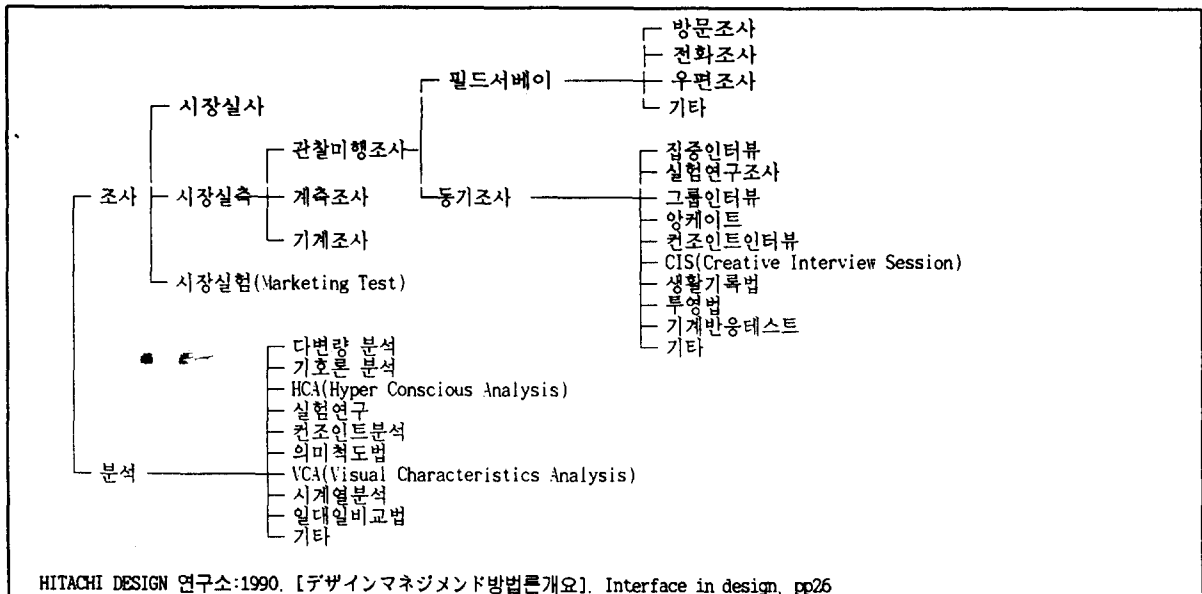 방문조사
전화조사
필드서베이
우편조사
시장실사
기타
관찰미행조사
집중인터뷰
실험연구조사
조사
시장실측
계측조사
동기조사
그룹인터뷰
앙케이트
기계조사
컨조인트인터뷰
CIS(Creative Interview Session)
시장실험(Marketing Test)
생활기록법
투영법
기계반응테스트
기타
다변량 분석
기호론 분석
HCA(Hyper Conscious Analysis)
실험연구
컨조인트분석
의미척도법
분석
VCA(Visual Characteristics Analysis)
시계열분석
일대일비교법
기타
HITACHI DESIGN 연구소:1990, [デザインマネジメンド방법론개요], Interface in design, pp26